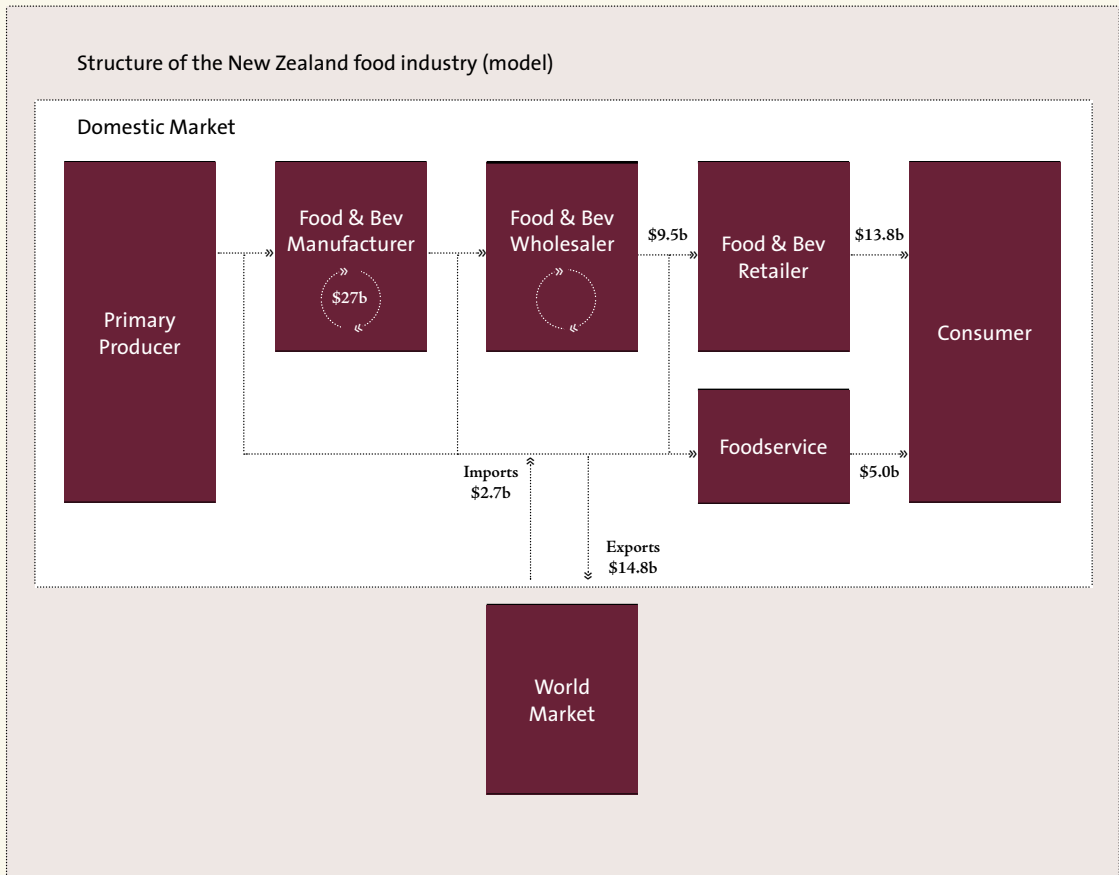 Structure of the New Zealand food industry (model)
Domestic Market
Primary
Producer
Food & Bev
Manufacturer
$27b
Food & Bev
Wholesaler
$9.5b
Food & Bev
Retailer
$13.8b
Consumer
Foodservice
$5.0b
Imports
$2.7b
Exports
$14.8b
World
Market